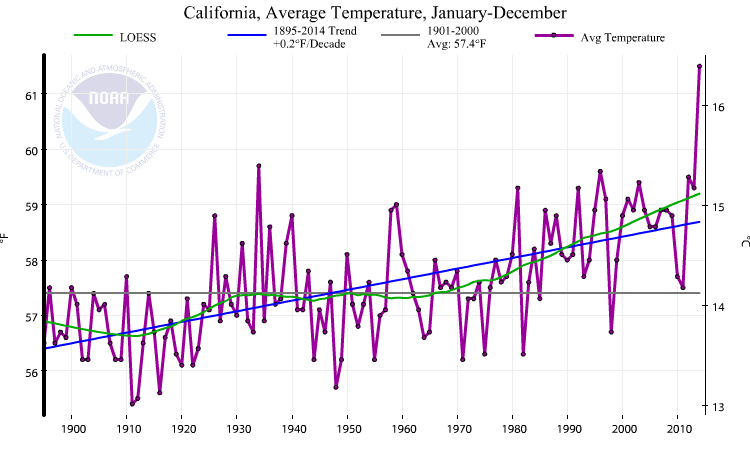 California, Average Temperature, January-December
LOESS
1895-2014 Trend
+0.2°F/Decade
1901-2000
Avg: 57.4°F
Avg Temperature
NATIONAL OCEANIC AND ATMOSPHERIC ADMINISTRATION
NOAA
U.S. DEPARTMENT OF COMMERCE
61
60
59
58
57
56
°F
16
15
14
13
°C
1900 1910 1920 1930 1940 1950 1960 1970 1980 1990 2000 2010